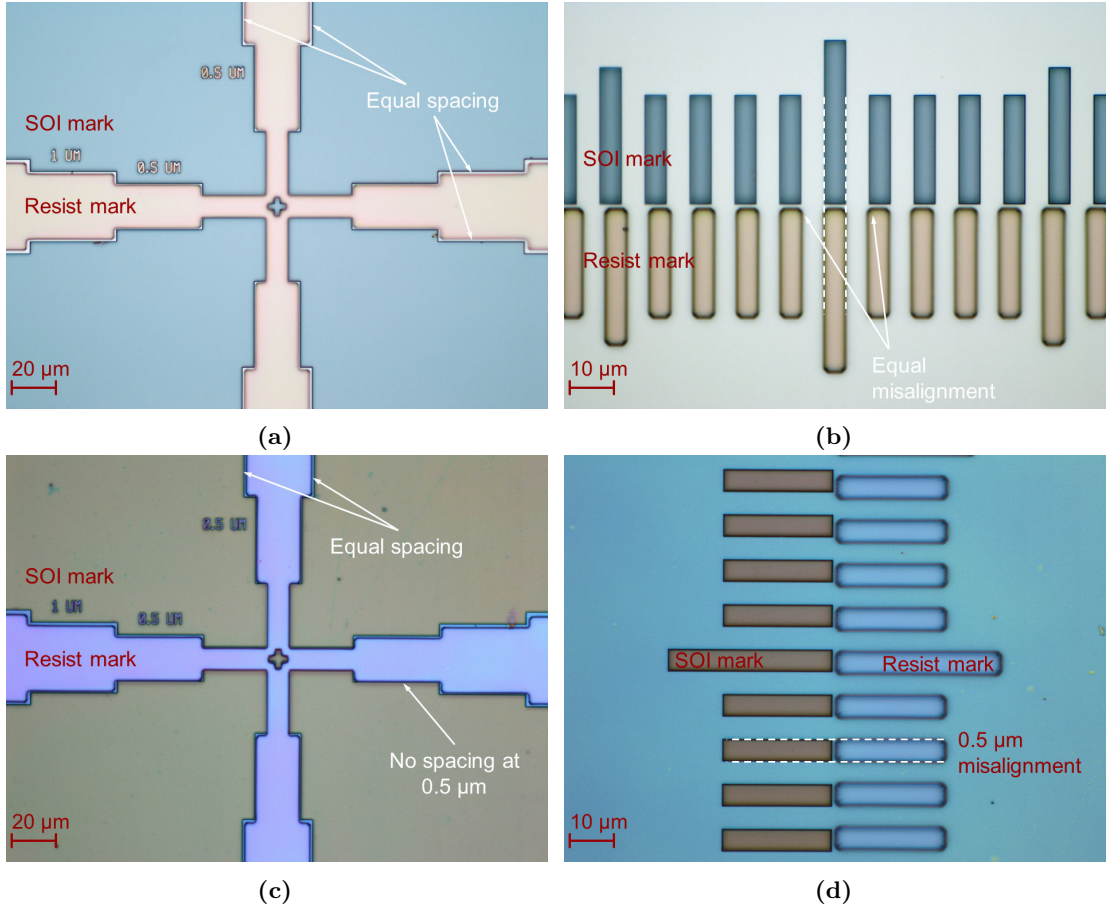 0.5 UM
Equal spacing
SOI mark
1 UM
0.5 UM
Resist mark
20 µm
(a)
SOI mark
Resist mark
Equal
misalignment
10 µm
(b)
0.5 UM
Equal spacing
SOI mark
1 UM
0.5 UM
Resist mark
No spacing at
0.5 µm
20 µm
(c)
SOI mark
Resist mark
0.5 µm
misalignment
10 µm
(d)